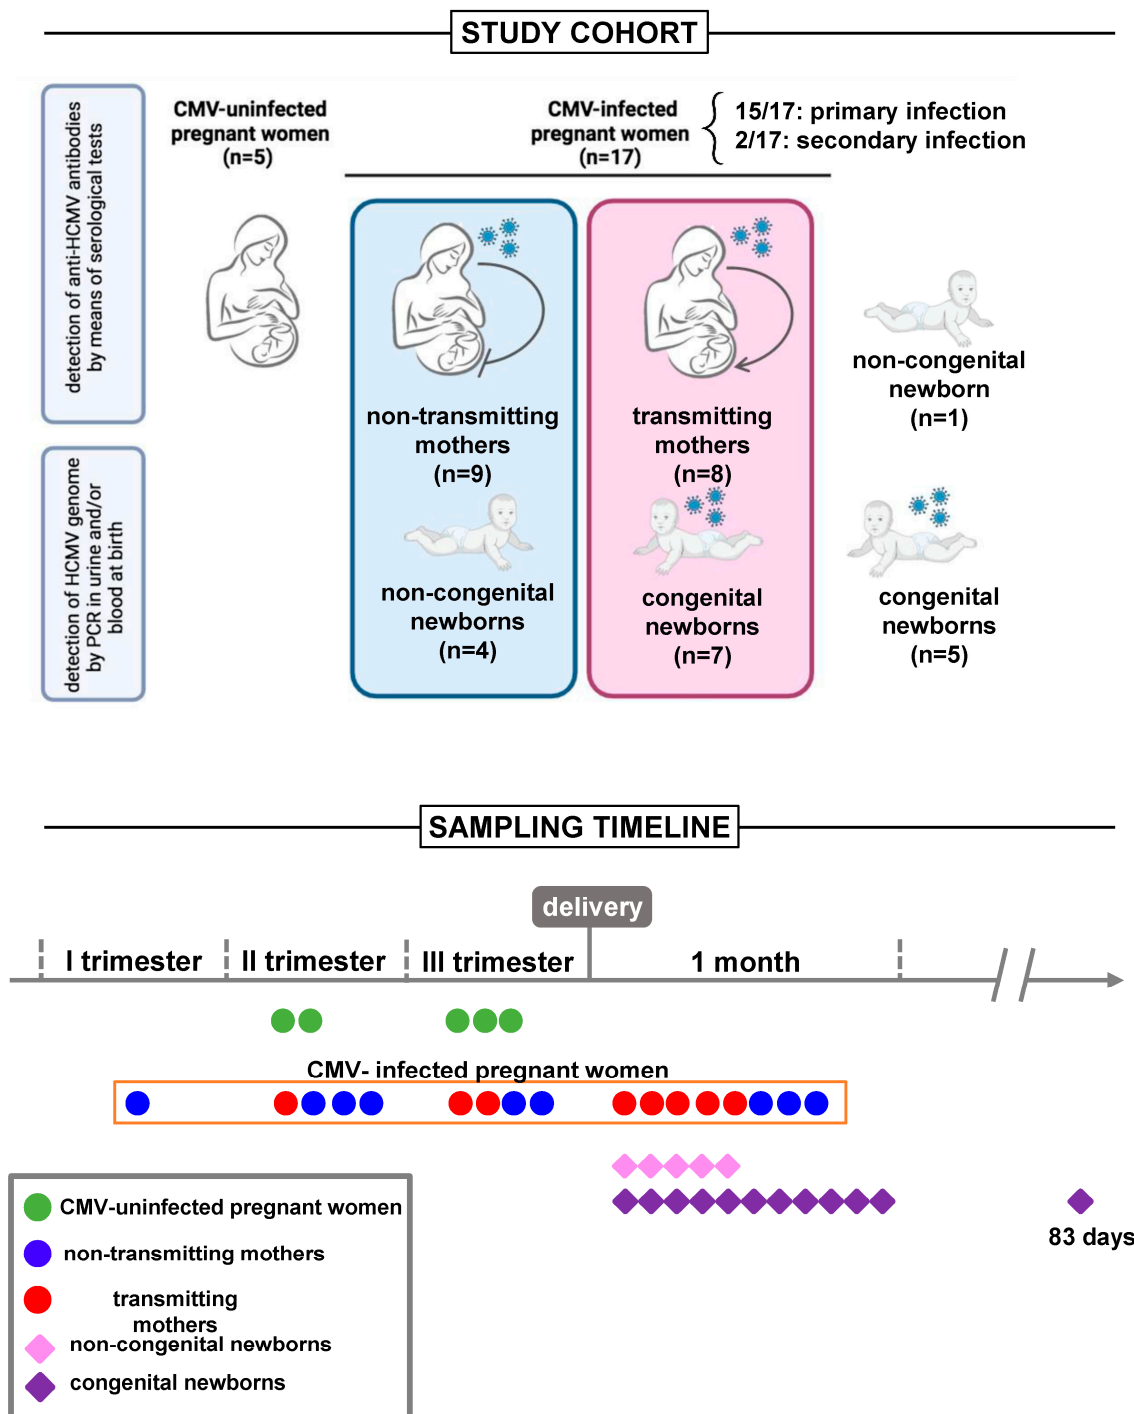 STUDY COHORT
detection of anti-HCMV antibodies
by means of serological tests
CMV-uninfected
pregnant women
(n=5)
CMV-infected
pregnant women
(n=17)
15/17: primary infection
2/17: secondary infection
non-transmitting
mothers
(n=9)
transmitting
mothers
(n=8)
non-congenital
newborn
(n=1)
detection of HCMV genome
by PCR in urine and/or
blood at birth
non-congenital
newborns
(n=4)
congenital
newborns
(n=7)
congenital
newborns
(n=5)
SAMPLING TIMELINE
delivery
I trimester
II trimester
III trimester
1 month
CMV- infected pregnant women
83 days
CMV-uninfected pregnant women
non-transmitting mothers
transmitting
mothers
non-congenital newborns
congenital newborns